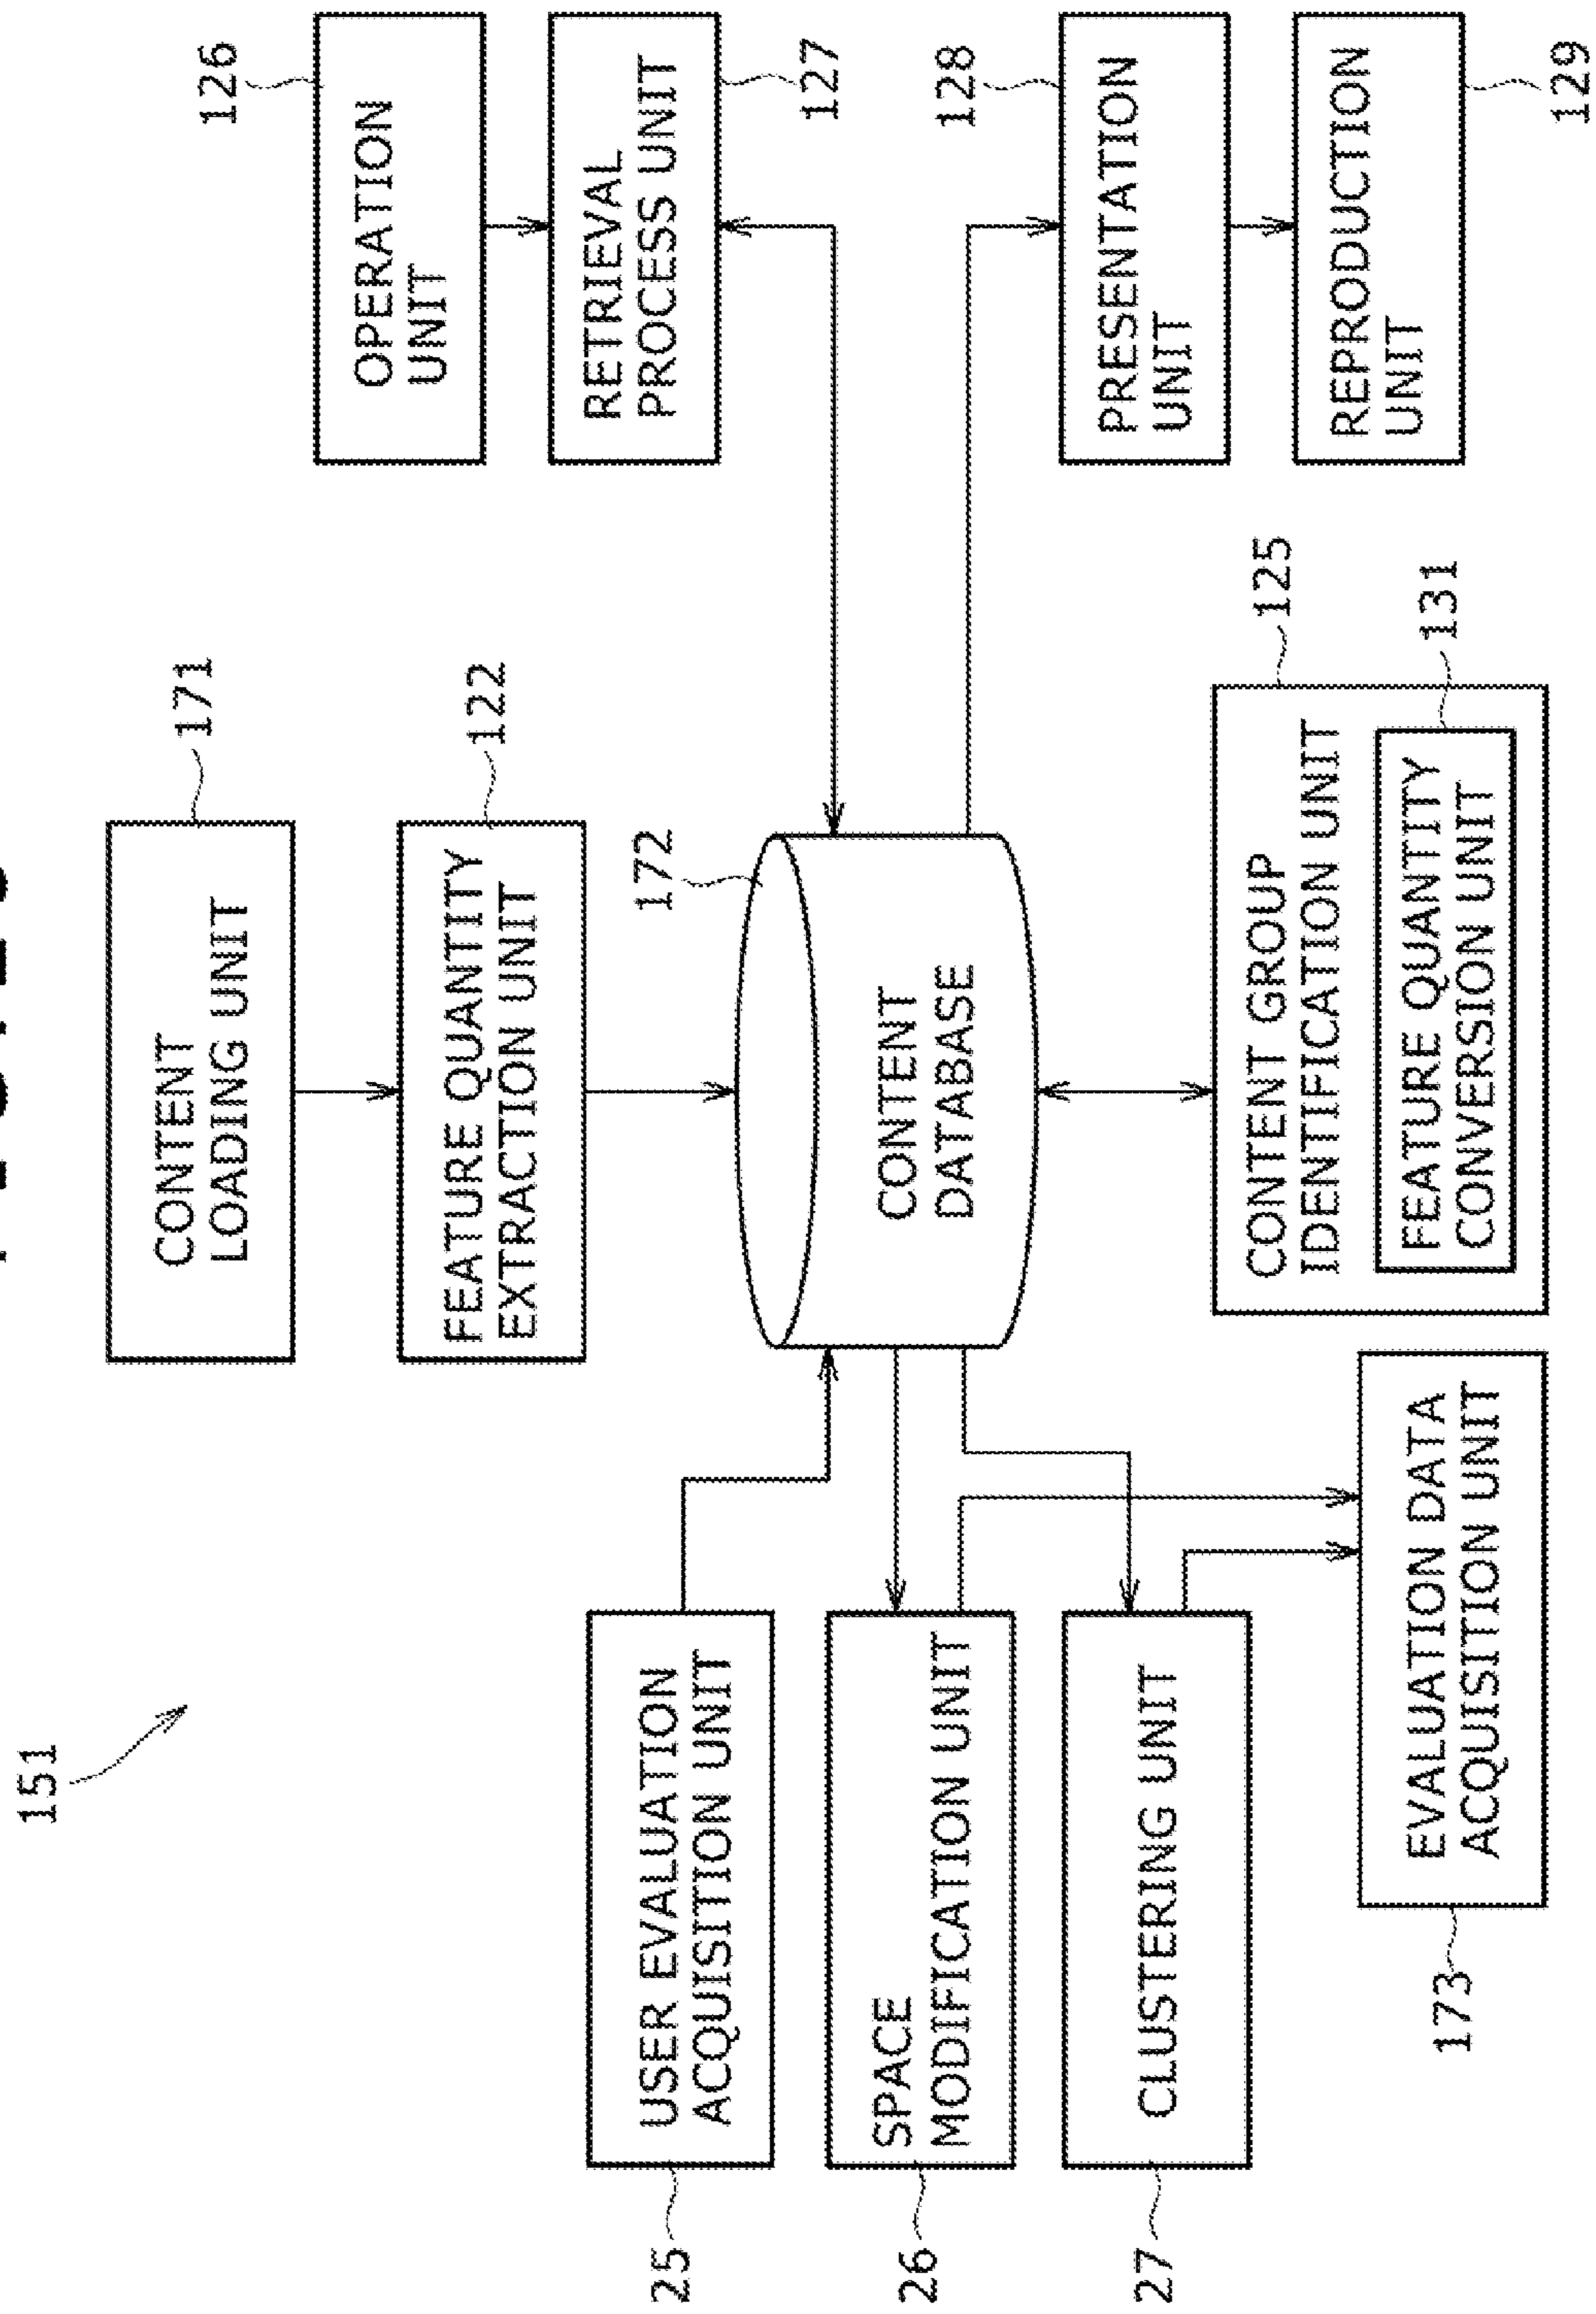 151
CONTENT
LOADING UNIT
171
FEATURE QUANTITY
EXTRACTION UNIT
122
OPERATION
UNIT
126
RETRIEVAL
PROCESS UNIT
127
USER EVALUATION
ACQUISITION UNIT
25
SPACE
MODIFICATION UNIT
26
CLUSTERING UNIT
27
CONTENT
DATABASE
172
PRESENTATION
UNIT
128
REPRODUCTION
UNIT
129
CONTENT GROUP
IDENTIFICATION UNIT
125
FEATURE QUANTITY
CONVERSION UNIT
131
EVALUATION DATA
ACQUISITION UNIT
173